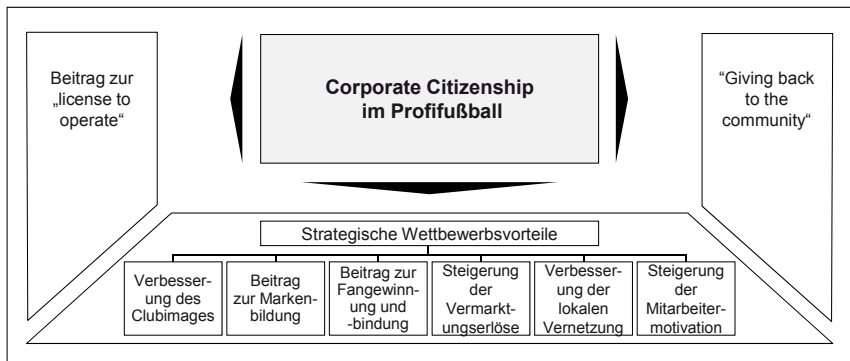 Beitrag zur
„license to
operate“
Corporate Citizenship
im Profifußball
“Giving back
to the
community“
Strategische Wettbewerbsvorteile
Verbesser-
ung des
Clubimages
Beitrag
zur Marken-
bildung
Beitrag zur
Fangewinn-
nung und
-bindung
Steigerung
der
Vermarkt-
ungserlöse
Verbesser-
ung der
lokalen
Vernetzung
Steigerung
der
Mitarbeiter-
motivation